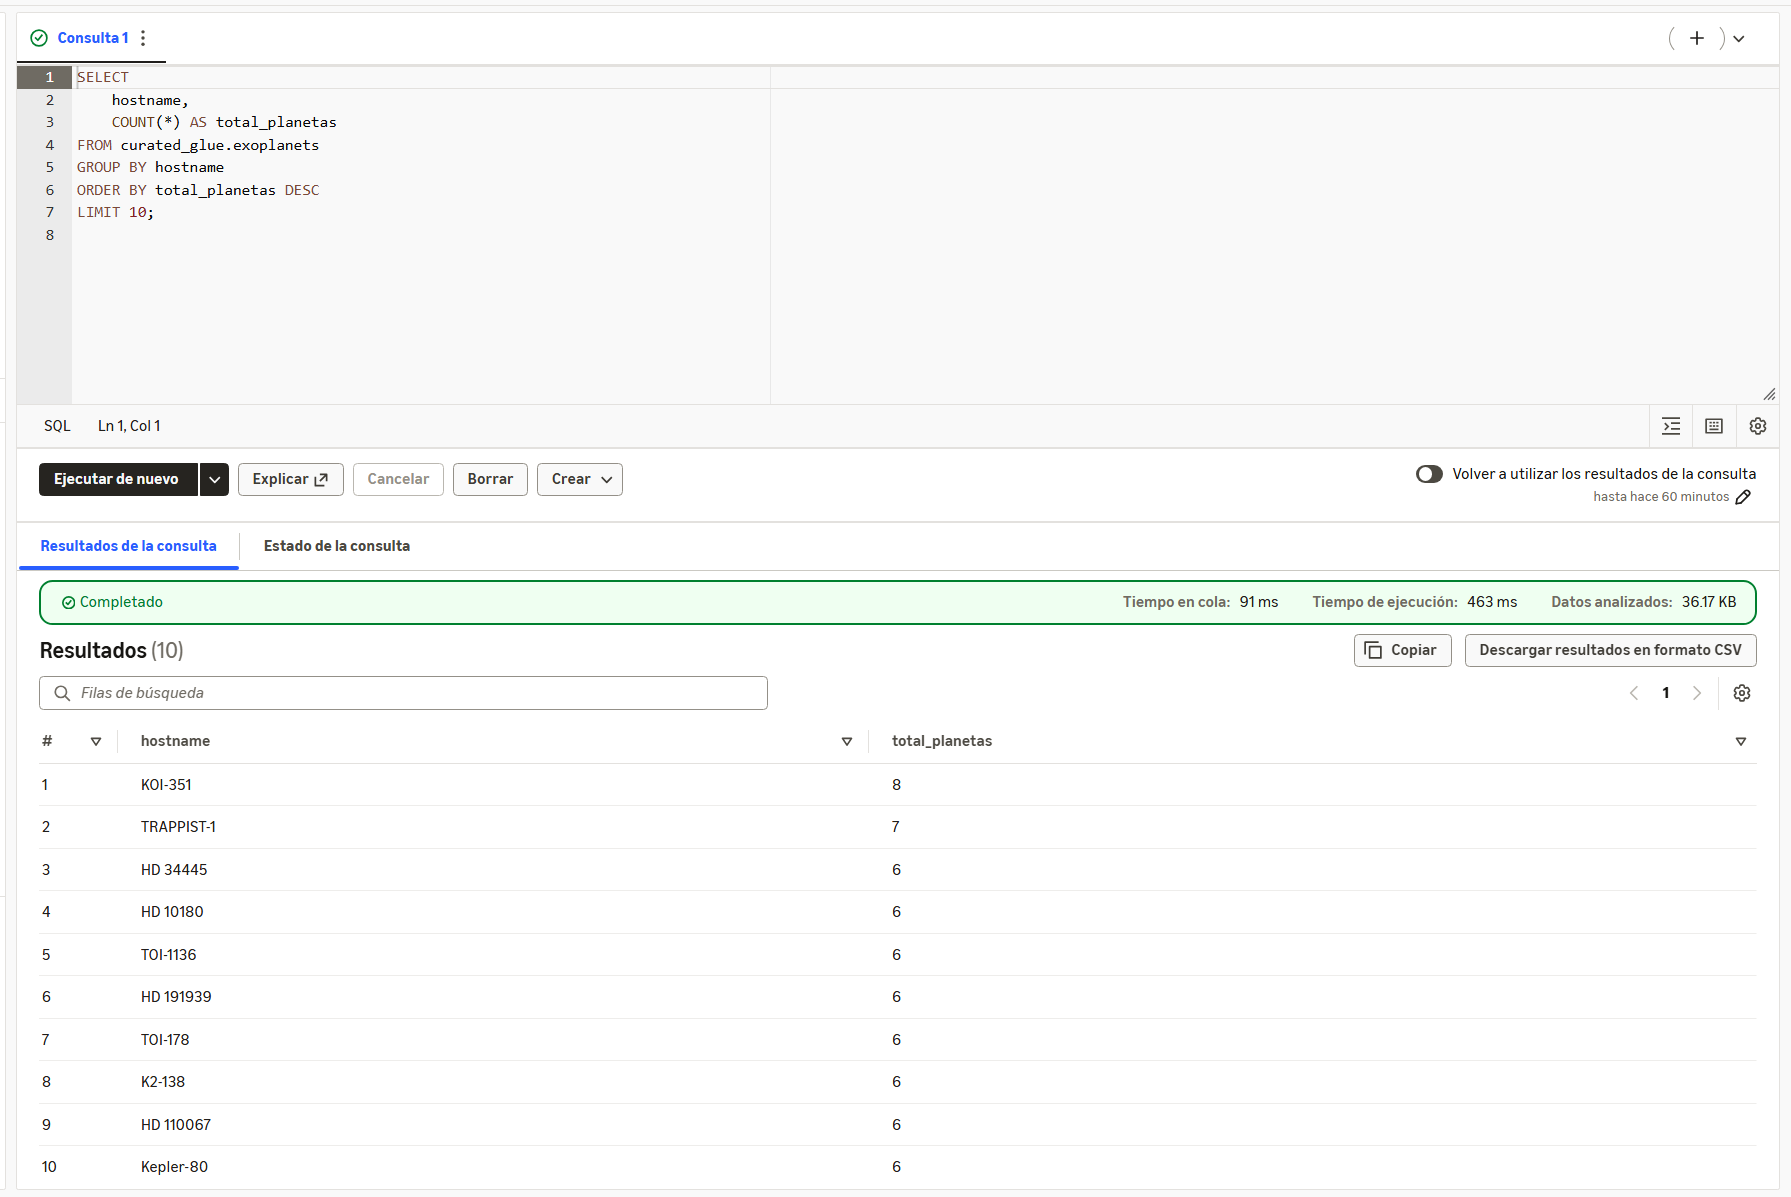 Consulta 1
1 SELECT
2 hostname,
3 COUNT(*) AS total_planetas
4 FROM curated_glue.exoplanets
5 GROUP BY hostname
6 ORDER BY total_planetas DESC
7 LIMIT 10;
8
SQL Ln 1, Col 1
Ejecutar de nuevo Explicar Cancelar Borrar Crear
Volver a utilizar los resultados de la consulta
hasta hace 60 minutos
Resultados de la consulta Estado de la consulta
Completado Tiempo en cola: 91 ms Tiempo de ejecución: 463 ms Datos analizados: 36.17 KB
Resultados (10) Copiar Descargar resultados en formato CSV
Filas de búsqueda 1
# hostname total_planetas
1 KOI-351 8
2 TRAPPIST-1 7
3 HD 34445 6
4 HD 10180 6
5 TOI-1136 6
6 HD 191939 6
7 TOI-178 6
8 K2-138 6
9 HD 110067 6
10 Kepler-80 6